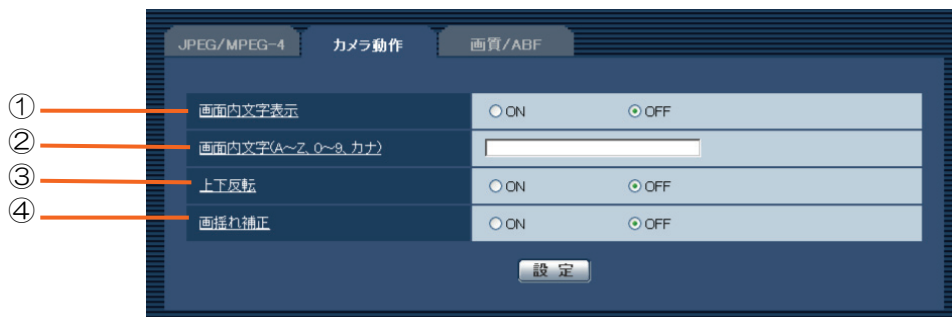 JPEG/MPEG-4 カメラ動作 画質/ABF
① 画面内文字表示 ON OFF
② 画面内文字(A～Z、0～9、カナ)
③ 上下反転 ON OFF
④ 画揺れ補正 ON OFF
設 定